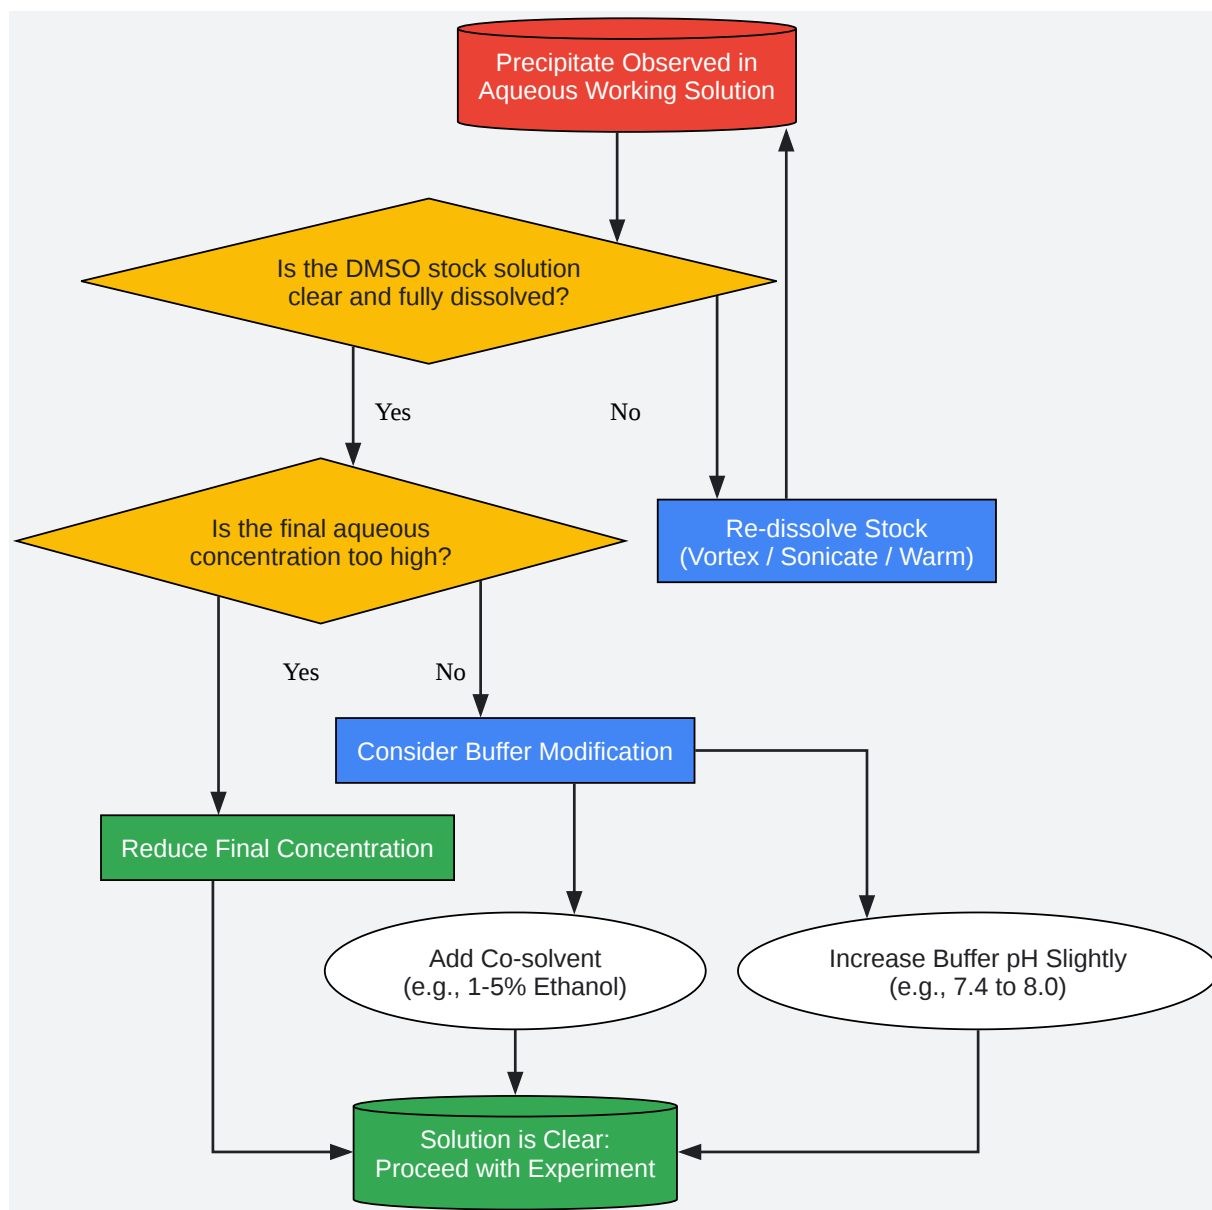 Precipitate Observed in
Aqueous Working Solution
Is the DMSO stock solution
clear and fully dissolved?
Yes
No
Is the final aqueous
concentration too high?
Re-dissolve Stock
(Vortex / Sonicate / Warm)
Yes
No
Consider Buffer Modification
Reduce Final Concentration
Add Co-solvent
(e.g., 1-5% Ethanol)
Increase Buffer pH Slightly
(e.g., 7.4 to 8.0)
Solution is Clear:
Proceed with Experiment